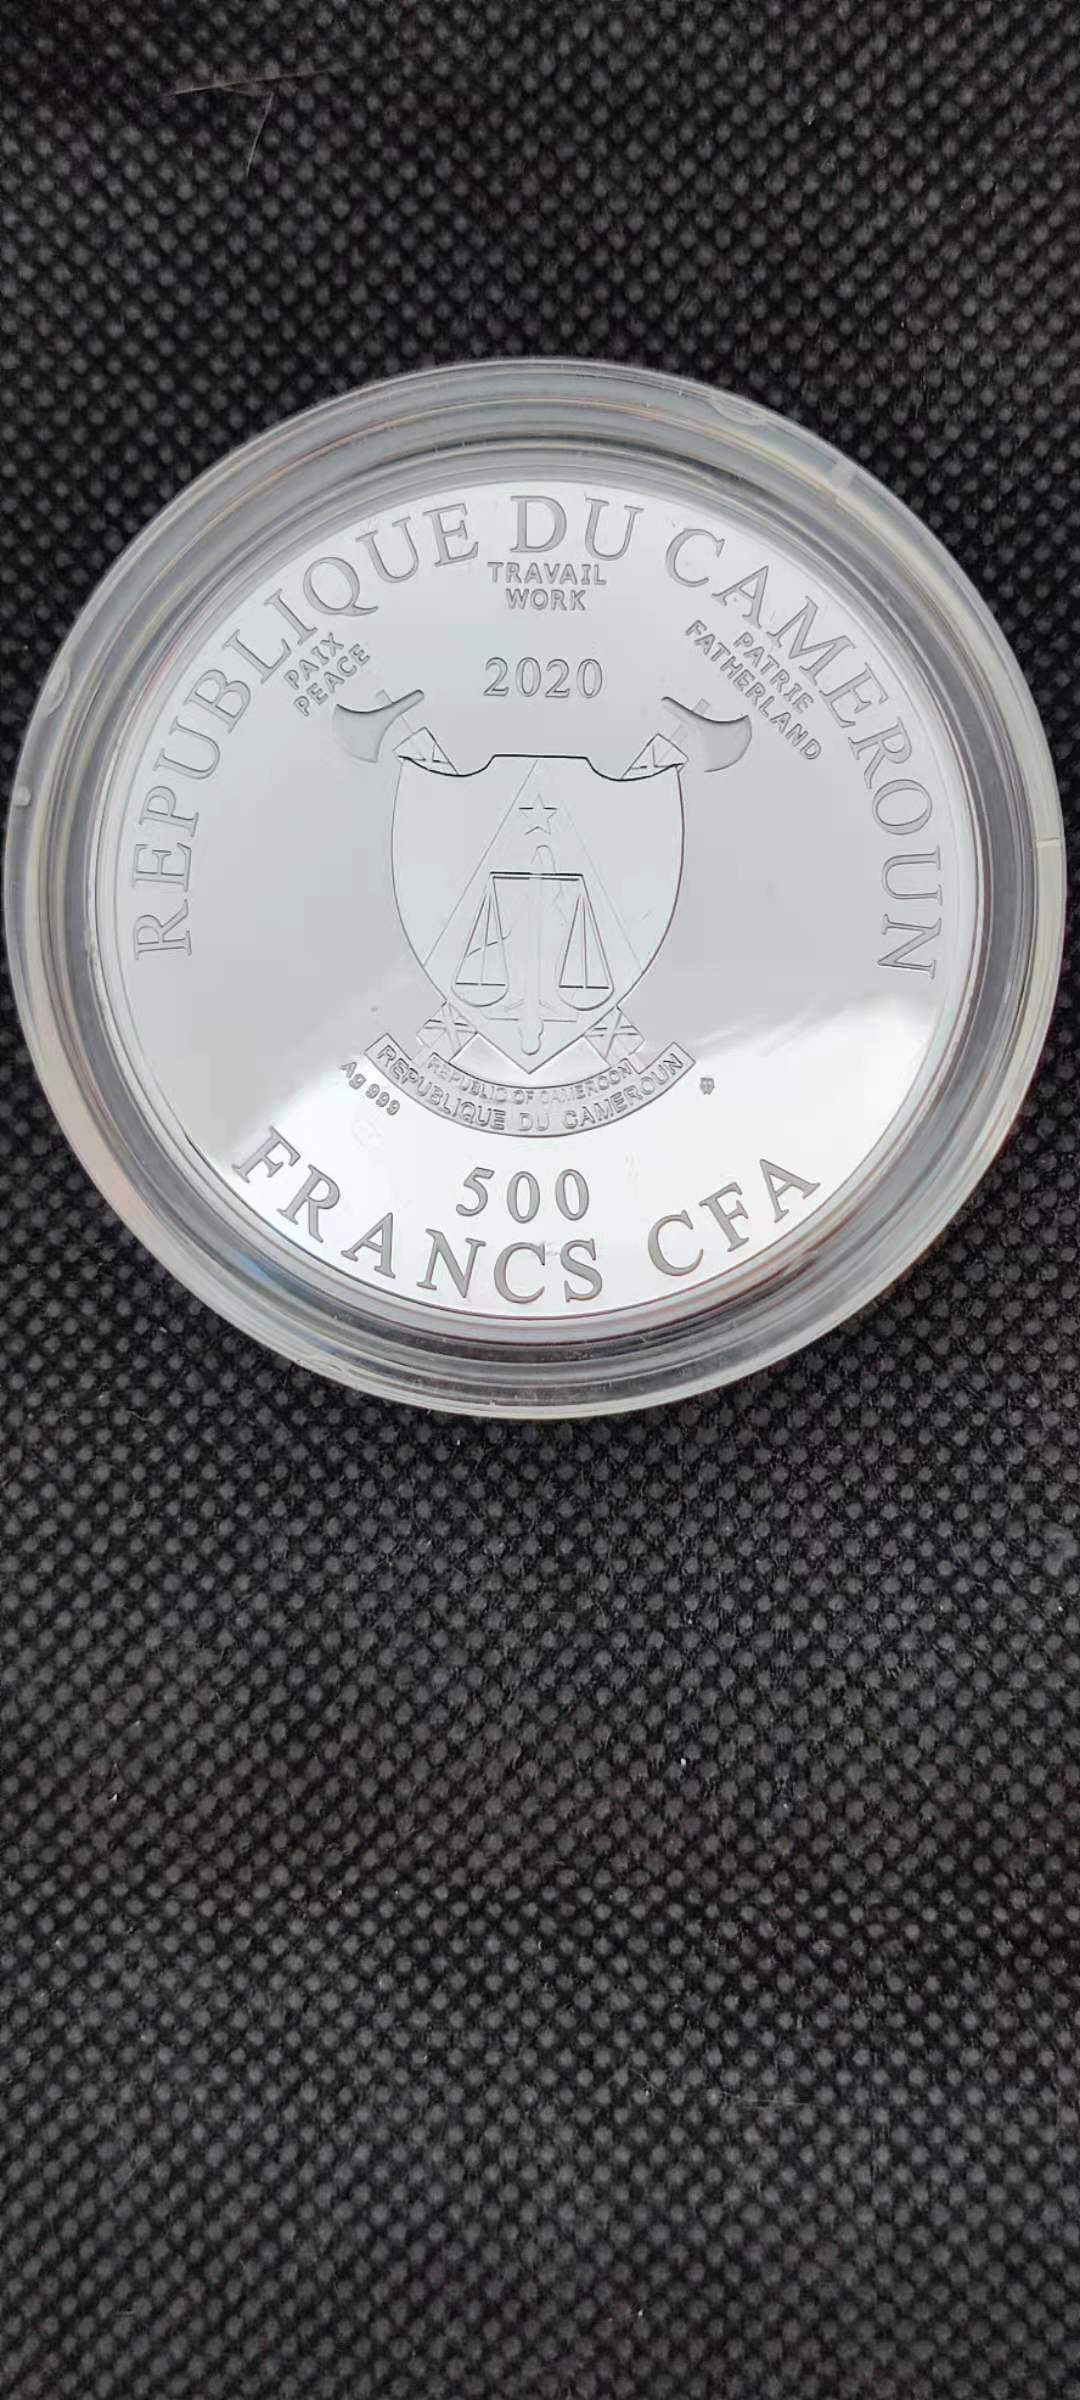 REPUBLIQUE DU CAMEROUN
TRAVAIL
WORK
PAIX
PEACE
PATRIE
FATHERLAND
2020
REPUBLIC OF CAMEROON
REPUBLIQUE DU CAMEROUN
Ag 999
500
FRANCS CFA